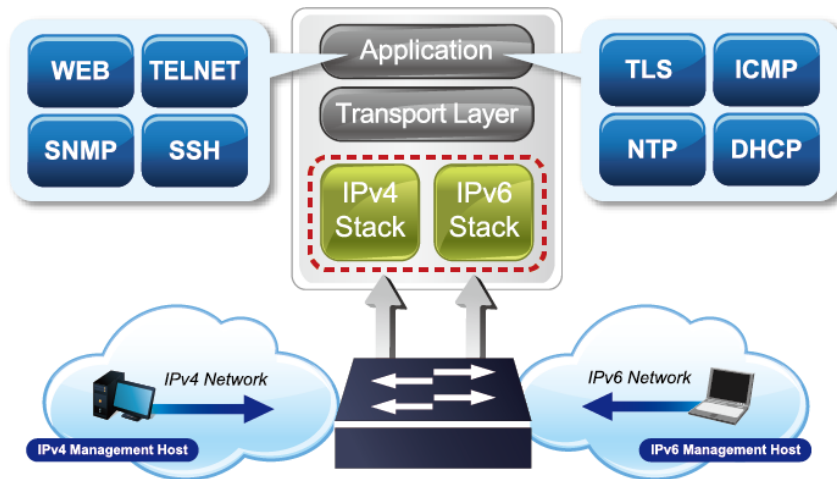 WEB
TELNET
SNMP
SSH
Application
Transport Layer
IPv4
Stack
IPv6
Stack
TLS
ICMP
NTP
DHCP
IPv4 Network
IPv4 Management Host
IPv6 Network
IPv6 Management Host